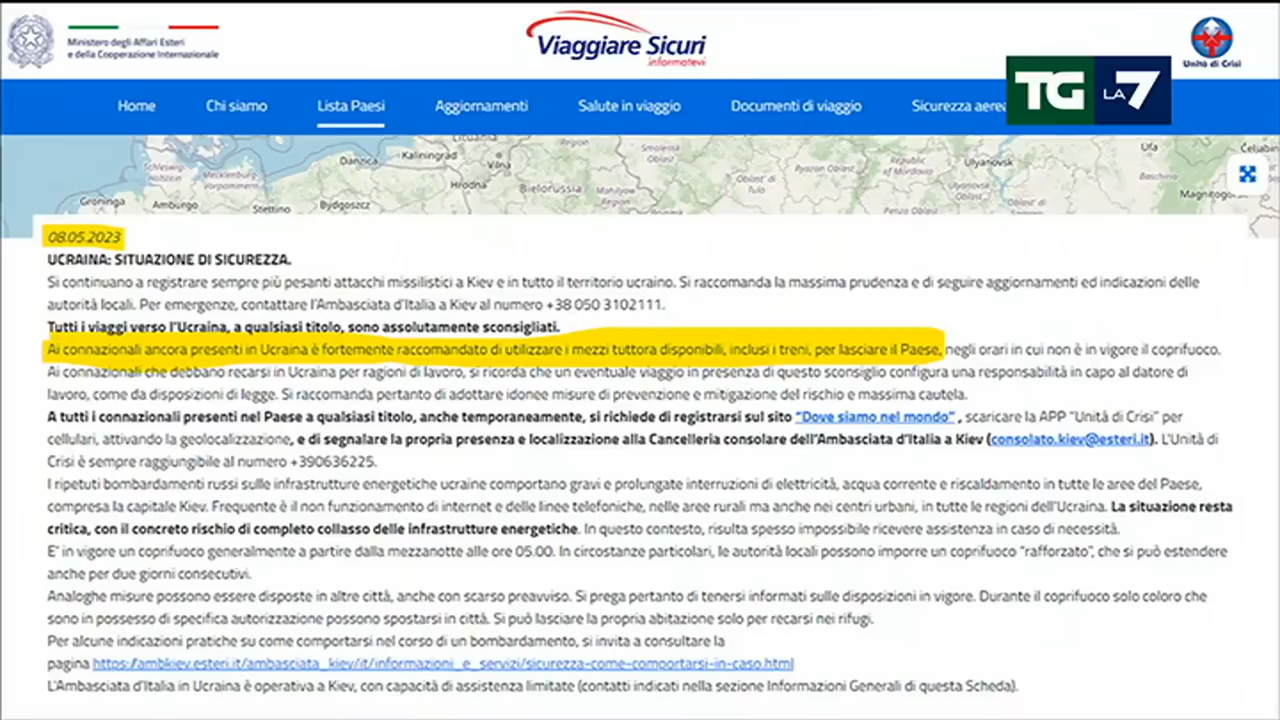 Ministero degli Affari Esteri
e della Cooperazione Internazionale
Viaggiare Sicuri
informatevi
Unità di Crisi
TG LA7
Home Chi siamo Lista Paesi Aggiornamenti Salute in viaggio Documenti di viaggio Sicurezza aerea
Lituania Smolensk Oblast' Ulyanovsk Ufa
Danzica Kaliningrad Vilna
Schleswig-Holstein Mecklenburg-Vorpommern
Hrodna Bielorussia
Groninga Amburgo Stettino Bydgoszcz
08.05.2023
UCRAINA: SITUAZIONE DI SICUREZZA.
Si continuano a registrare sempre più pesanti attacchi missilistici a Kiev e in tutto il territorio ucraino. Si raccomanda la massima prudenza e di seguire aggiornamenti ed indicazioni delle
autorità locali. Per emergenze, contattare l'Ambasciata d'Italia a Kiev al numero +38 050 3102111.
Tutti i viaggi verso l'Ucraina, a qualsiasi titolo, sono assolutamente sconsigliati.
Ai connazionali ancora presenti in Ucraina è fortemente raccomandato di utilizzare i mezzi tuttora disponibili, inclusi i treni, per lasciare il Paese, negli orari in cui non è in vigore il coprifuoco.
Ai connazionali che debbano recarsi in Ucraina per ragioni di lavoro, si ricorda che un eventuale viaggio in presenza di questo sconsiglio configura una responsabilità in capo al datore di
lavoro, come da disposizioni di legge. Si raccomanda pertanto di adottare idonee misure di prevenzione e mitigazione del rischio e massima cautela.
A tutti i connazionali presenti nel Paese a qualsiasi titolo, anche temporaneamente, si richiede di registrarsi sul sito "Dove siamo nel mondo" , scaricare la APP "Unità di Crisi" per
cellulari, attivando la geolocalizzazione, e di segnalare la propria presenza e localizzazione alla Cancelleria consolare dell'Ambasciata d'Italia a Kiev (consolato.kiev@esteri.it). L'Unità di
Crisi è sempre raggiungibile al numero +390636225.
I ripetuti bombardamenti russi sulle infrastrutture energetiche ucraine comportano gravi e prolungate interruzioni di elettricità, acqua corrente e riscaldamento in tutte le aree del Paese,
compresa la capitale Kiev. Frequente è il non funzionamento di internet e delle linee telefoniche, nelle aree rurali ma anche nei centri urbani, in tutte le regioni dell'Ucraina. La situazione resta
critica, con il concreto rischio di completo collasso delle infrastrutture energetiche. In questo contesto, risulta spesso impossibile ricevere assistenza in caso di necessità.
E' in vigore un coprifuoco generalmente a partire dalla mezzanotte alle ore 05.00. In circostanze particolari, le autorità locali possono imporre un coprifuoco "rafforzato", che si può estendere
anche per due giorni consecutivi.
Analoghe misure possono essere disposte in altre città, anche con scarso preavviso. Si prega pertanto di tenersi informati sulle disposizioni in vigore. Durante il coprifuoco solo coloro che
sono in possesso di specifica autorizzazione possono spostarsi in città. Si può lasciare la propria abitazione solo per recarsi nei rifugi.
Per alcune indicazioni pratiche su come comportarsi nel corso di un bombardamento, si invita a consultare la
pagina https://ambkiev.esteri.it/ambasciata_kiev/it/informazioni_e_servizi/sicurezza-come-comportarsi-in-caso.html
L'Ambasciata d'Italia in Ucraina è operativa a Kiev, con capacità di assistenza limitate (contatti indicati nella sezione Informazioni Generali di questa Scheda).